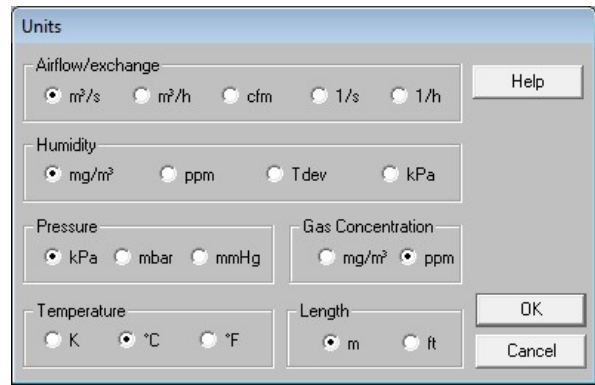 Units
Airflow/exchange
m³/s m³/h cfm 1/s 1/h
Help
Humidity
mg/m³ ppm Tdev kPa
Pressure
kPa mbar mmHg
Gas Concentration
mg/m³ ppm
Temperature
K °C °F
Length
m ft
OK
Cancel